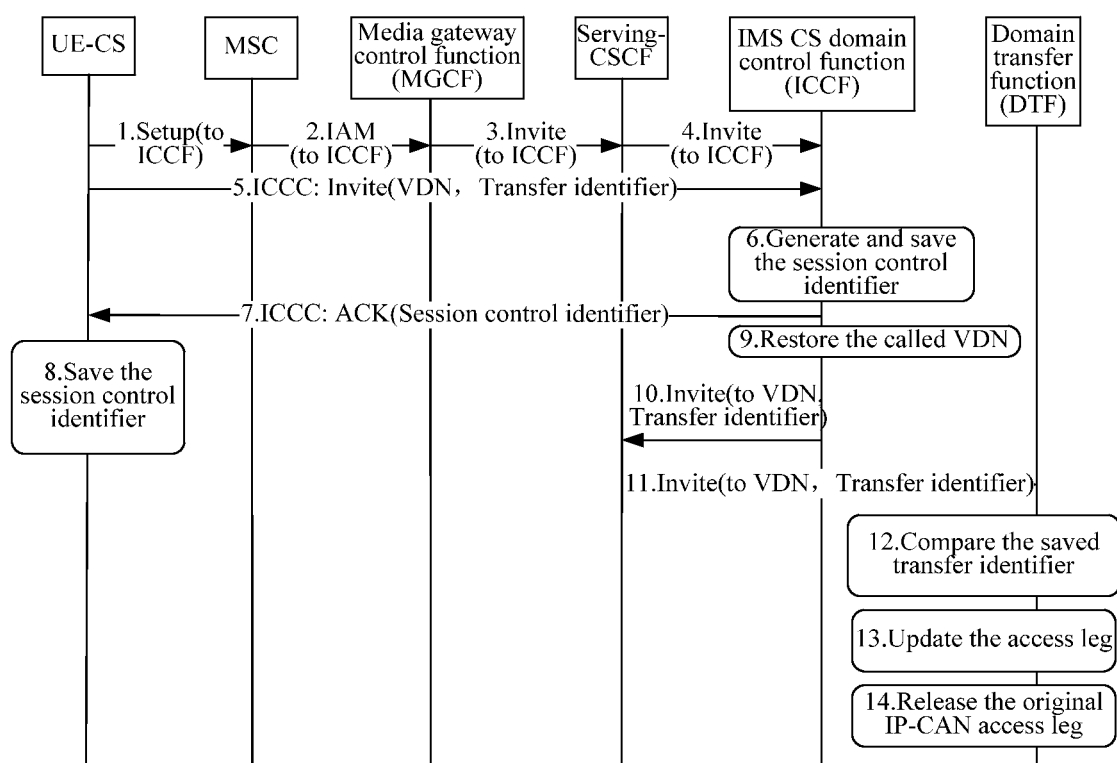 UE-CS
MSC
Media gateway
control function
(MGCF)
Serving-
CSCF
IMS CS domain
control function
(ICCF)
Domain
transfer
function
(DTF)
1.Setup(to
ICCF)
2.IAM
(to ICCF)
3.Invite
(to ICCF)
4.Invite
(to ICCF)
5.ICCC: Invite(VDN，Transfer identifier)
6.Generate and save
the session control
identifier
7.ICCC: ACK(Session control identifier)
9.Restore the called VDN
8.Save the
session control
identifier
10.Invite(to VDN,
Transfer identifier)
11.Invite(to VDN，Transfer identifier)
12.Compare the saved
transfer identifier
13.Update the access leg
14.Release the original
IP-CAN access leg